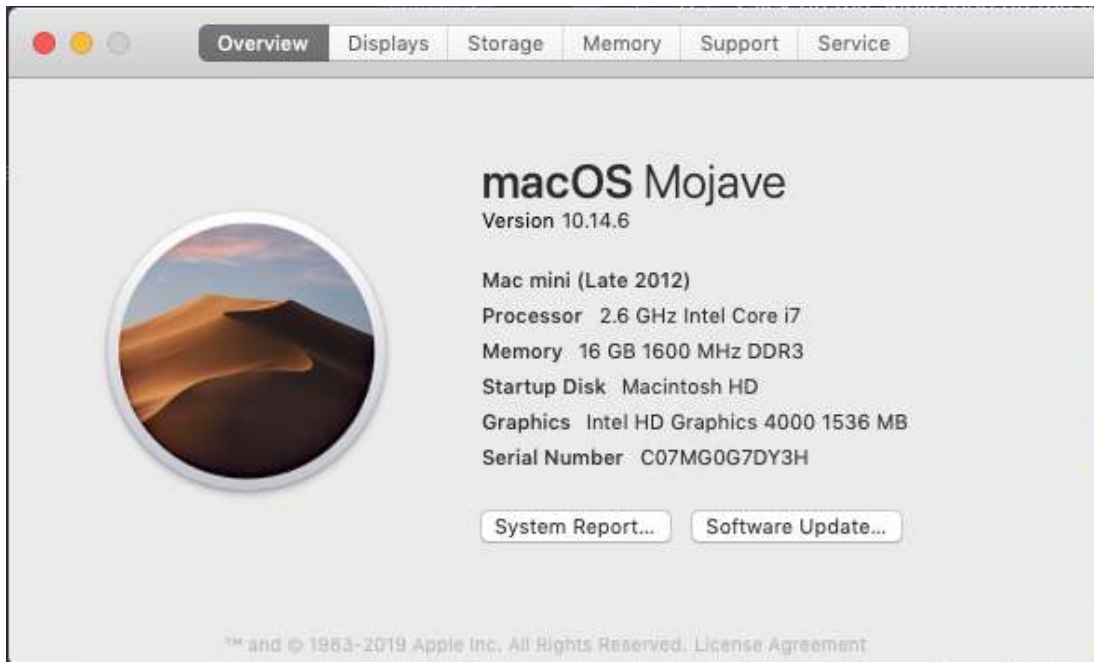 Overview Displays Storage Memory Support Service
macOS Mojave
Version 10.14.6
Mac mini (Late 2012)
Processor 2.6 GHz Intel Core i7
Memory 16 GB 1600 MHz DDR3
Startup Disk Macintosh HD
Graphics Intel HD Graphics 4000 1536 MB
Serial Number C07MG0G7DY3H
System Report... Software Update...
™ and © 1983-2019 Apple Inc. All Rights Reserved. License Agreement